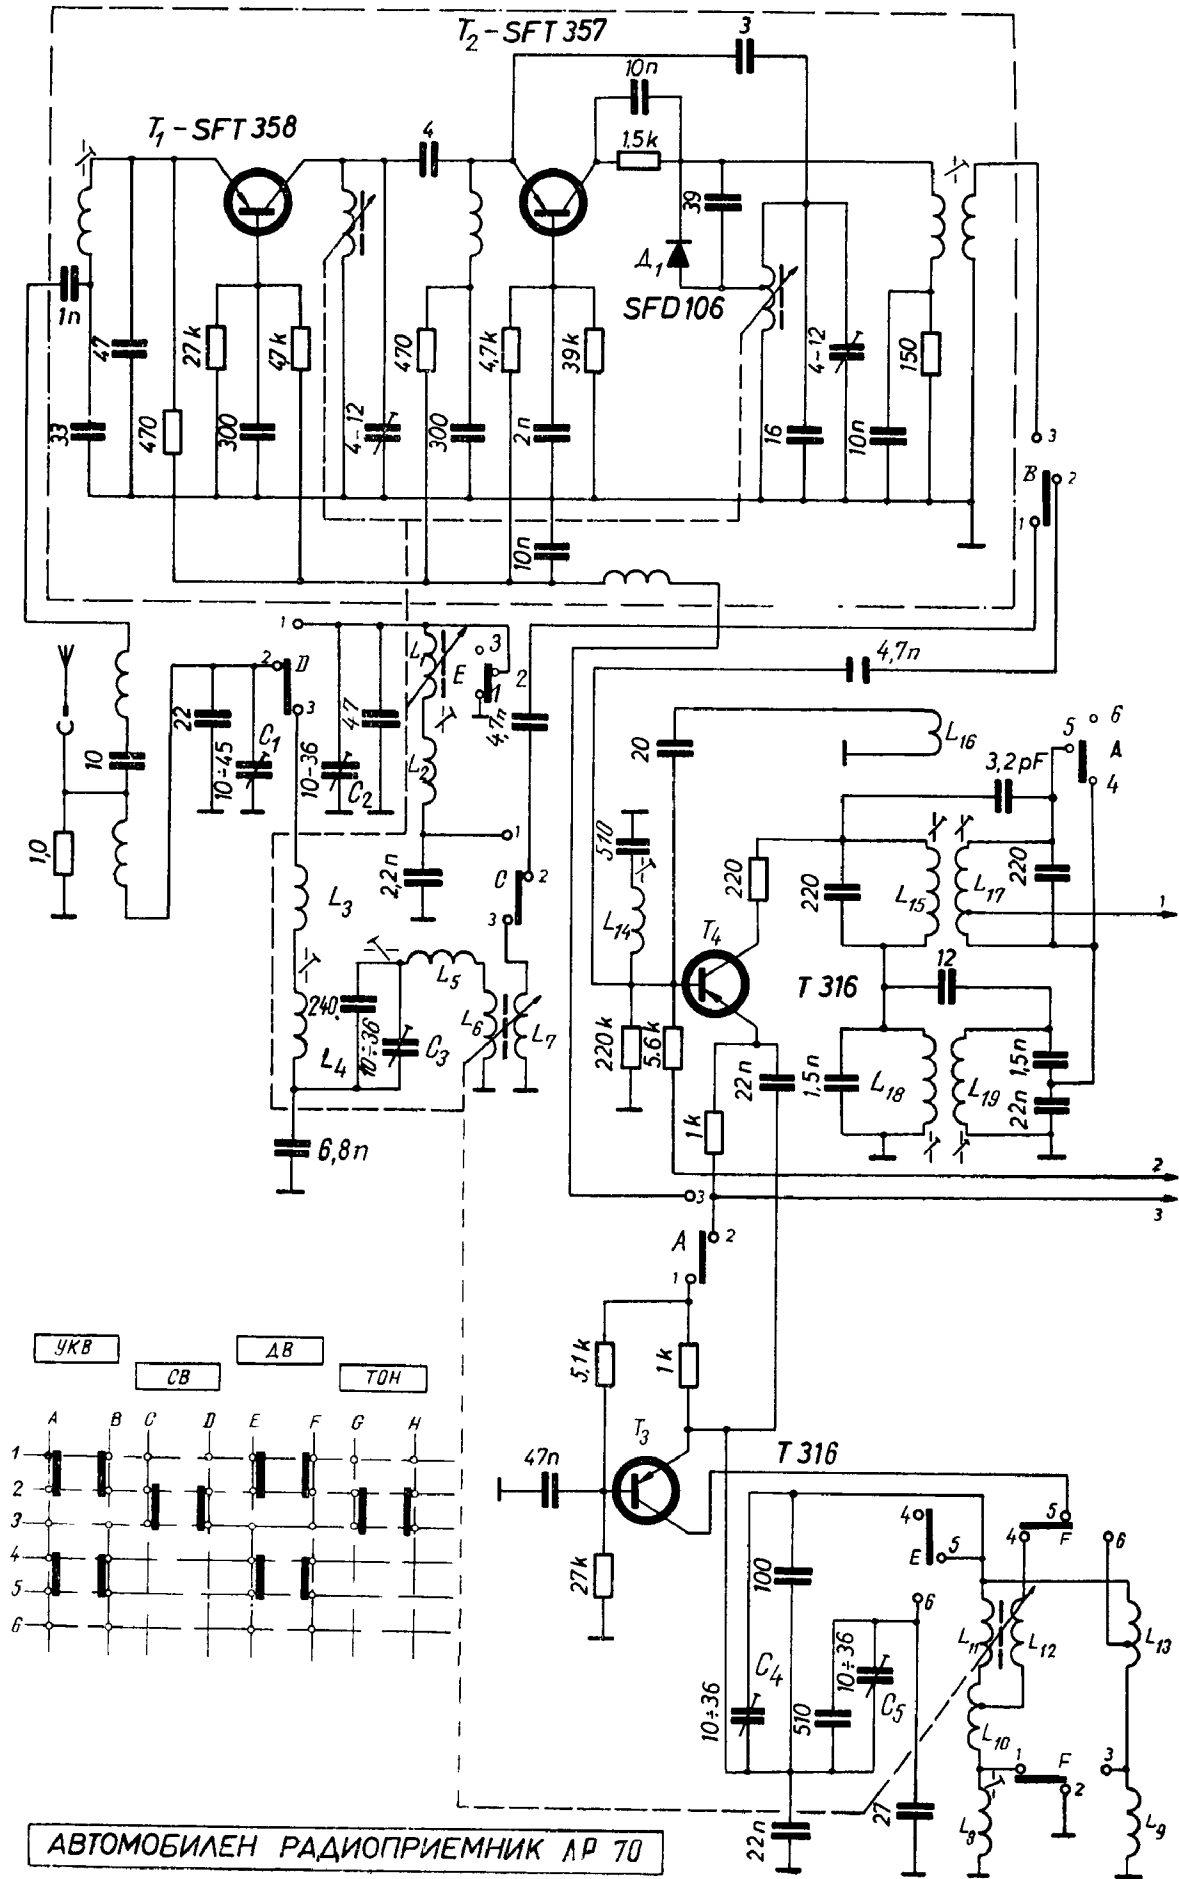 T2 – SFT 357
3
10n
T1 – SFT 358
4
1,5k
39
Д1
SFD 106
1n
47
27k
47k
470
4,7k
39k
4-12
150
33
470
300
4-12
300
2n
16
10n
3
B
2
1
10n
1
3
2
D
L1
E
2
1
4,7n
3
22
C1
10÷45
10-36
47
C2
4,7n
L2
20
L16
6
5
A
3,2pF
4
10
510
1,0
1
2,2n
C
2
3
220
220
L15
L17
220
1
L3
L14
T4
T 316
12
L5
240
10÷36
L4
C3
L6
L7
220k
5.6k
22n
1,5n
L18
L19
1,5n
22n
1k
6,8n
2
3
3
A
2
1
УКВ
ДВ
СВ
ТОН
5,1k
1k
A B C D E F G H
1
2
3
4
5
6
T3
T 316
47n
27k
4
E
5
5
4
F
6
100
6
10÷36
C4
10÷36
C5
510
L11
L12
L13
L10
1
F
3
2
22n
27
L8
L9
АВТОМОБИЛЕН РАДИОПРИЕМНИК АР 70